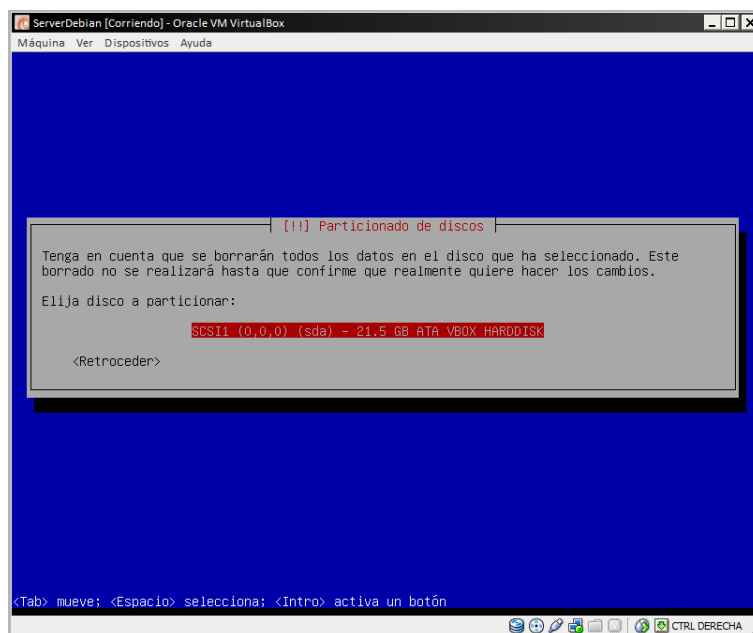 ServerDebian [Corriendo] - Oracle VM VirtualBox
Máquina Ver Dispositivos Ayuda
[!!] Particionado de discos
Tenga en cuenta que se borrarán todos los datos en el disco que ha seleccionado. Este
borrado no se realizará hasta que confirme que realmente quiere hacer los cambios.
Elija disco a particionar:
SCSI1 (0,0,0) (sda) - 21.5 GB ATA VBOX HARDDISK
<Retroceder>
<Tab> mueve; <Espacio> selecciona; <Intro> activa un botón
CTRL DERECHA